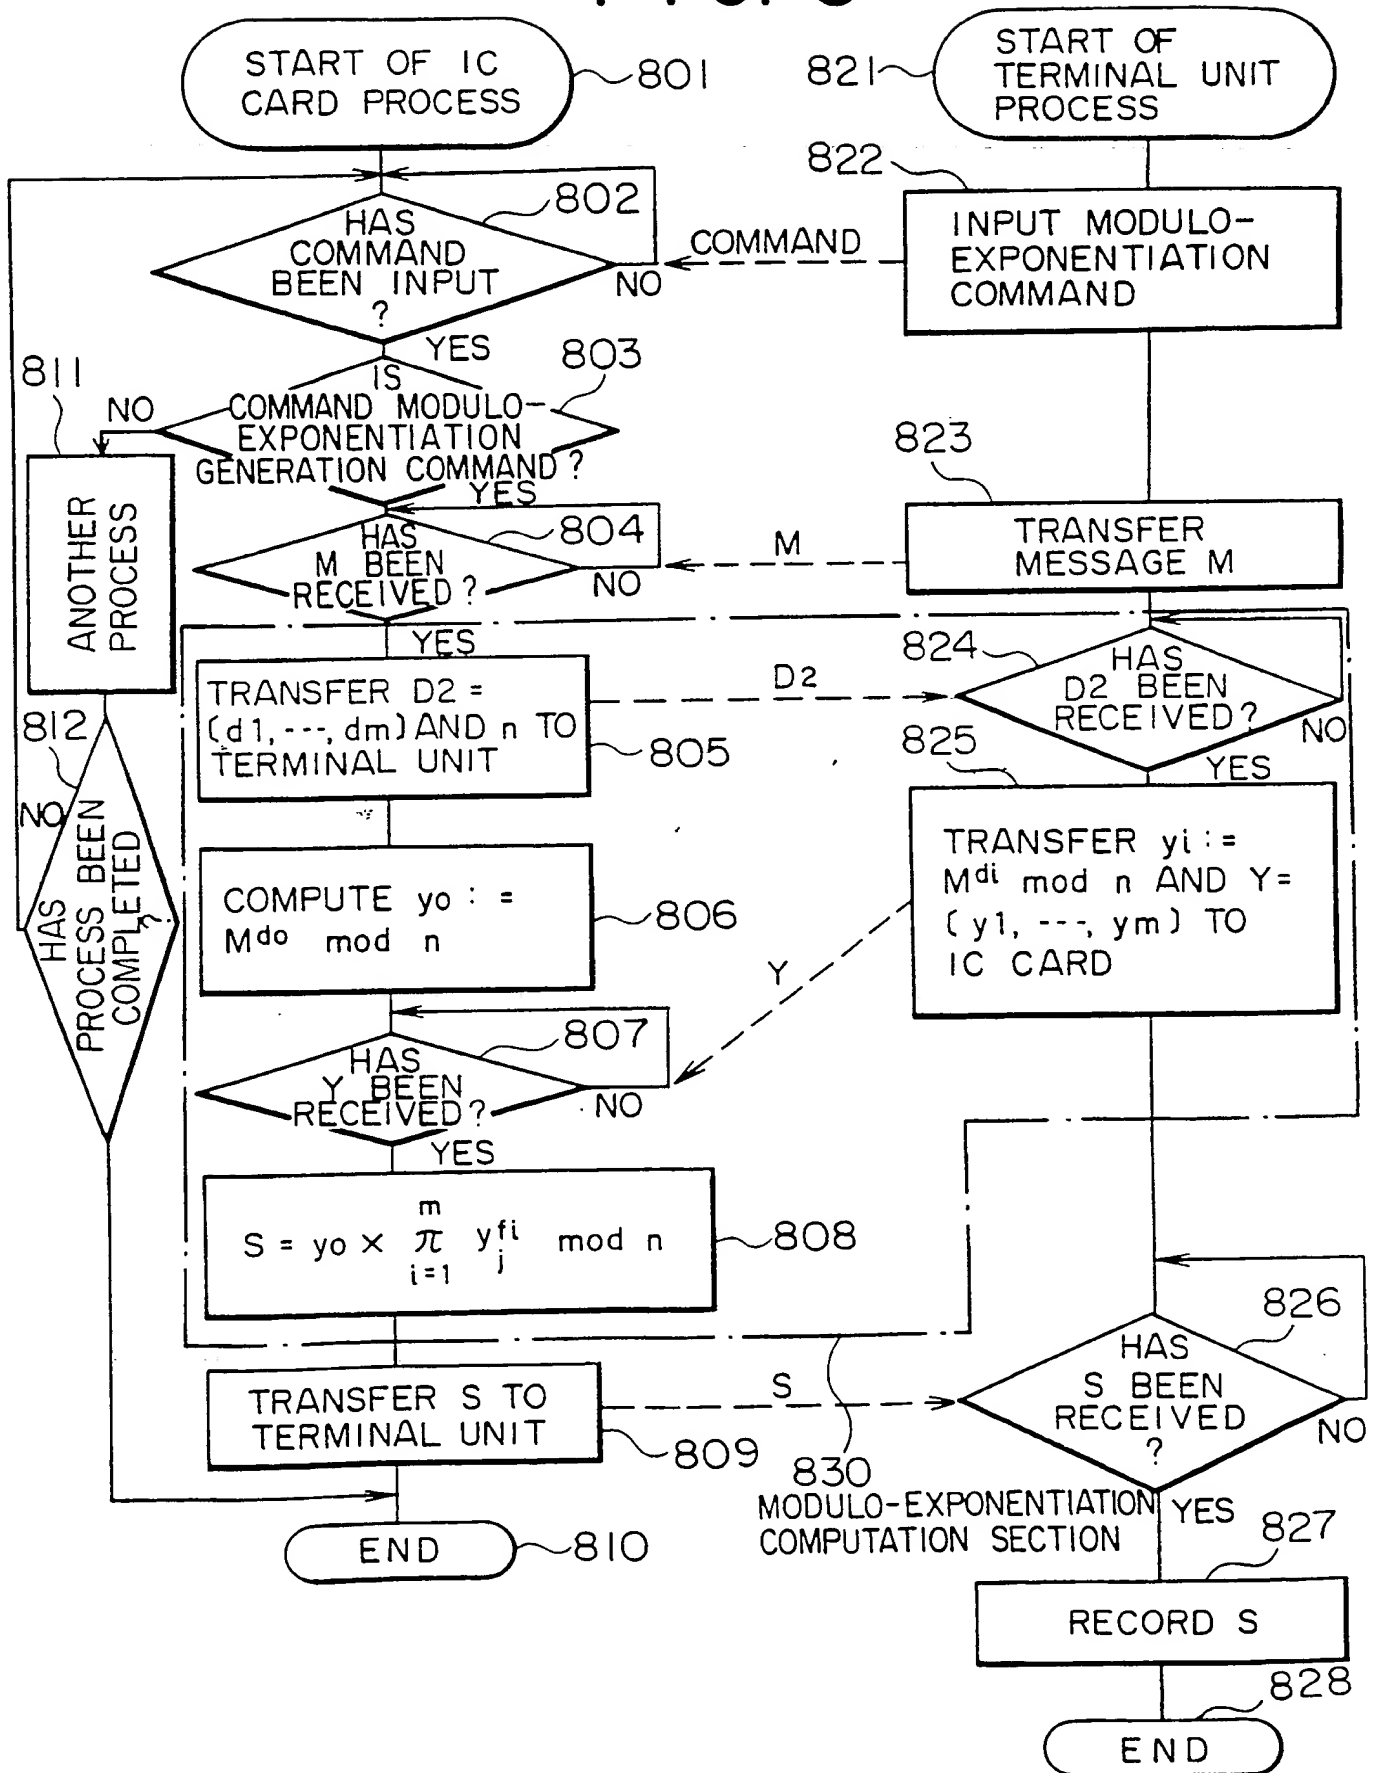 START OF IC
CARD PROCESS
801
821
START OF
TERMINAL UNIT
PROCESS
822
802
HAS
COMMAND
BEEN INPUT
?
NO
COMMAND
INPUT MODULO-
EXPONENTIATION
COMMAND
YES
811
803
IS
NO
COMMAND MODULO-
EXPONENTIATION
GENERATION COMMAND?
YES
823
ANOTHER
PROCESS
804
HAS
M BEEN
RECEIVED?
NO
M
TRANSFER
MESSAGE M
YES
824
HAS
D2 BEEN
RECEIVED?
NO
D2
TRANSFER D2 =
(d1, ---, dm) AND n TO
TERMINAL UNIT
805
812
825
YES
NO
HAS
PROCESS BEEN
COMPLETED
?
TRANSFER yi :=
Mdi mod n AND Y=
(y1, ---, ym) TO
IC CARD
COMPUTE yo : =
Mdo mod n
806
Y
807
HAS
Y BEEN
RECEIVED?
NO
YES
m
S = yo × π yjfi mod n
i=1
808
826
HAS
S BEEN
RECEIVED
?
NO
S
TRANSFER S TO
TERMINAL UNIT
809
830
MODULO-EXPONENTIATION
COMPUTATION SECTION
YES
END
810
827
RECORD S
828
END